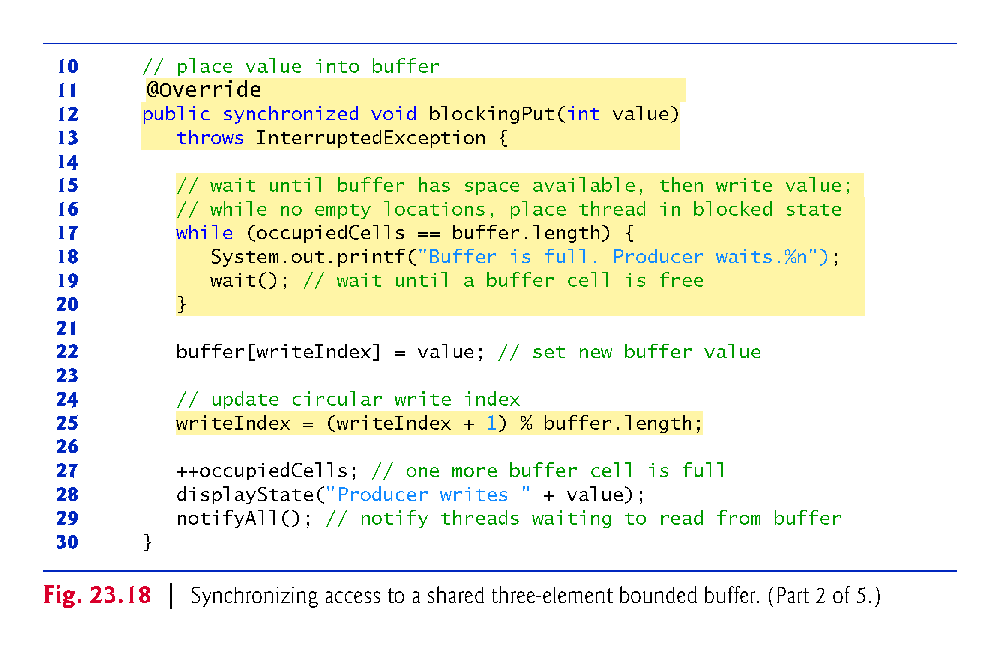 10 // place value into buffer
11 @Override
12 public synchronized void blockingPut(int value)
13 throws InterruptedException {
14
15 // wait until buffer has space available, then write value;
16 // while no empty locations, place thread in blocked state
17 while (occupiedCells == buffer.length) {
18 System.out.printf("Buffer is full. Producer waits.%n");
19 wait(); // wait until a buffer cell is free
20 }
21
22 buffer[writeIndex] = value; // set new buffer value
23
24 // update circular write index
25 writeIndex = (writeIndex + 1) % buffer.length;
26
27 ++occupiedCells; // one more buffer cell is full
28 displayState("Producer writes " + value);
29 notifyAll(); // notify threads waiting to read from buffer
30 }
Fig. 23.18 | Synchronizing access to a shared three-element bounded buffer. (Part 2 of 5.)